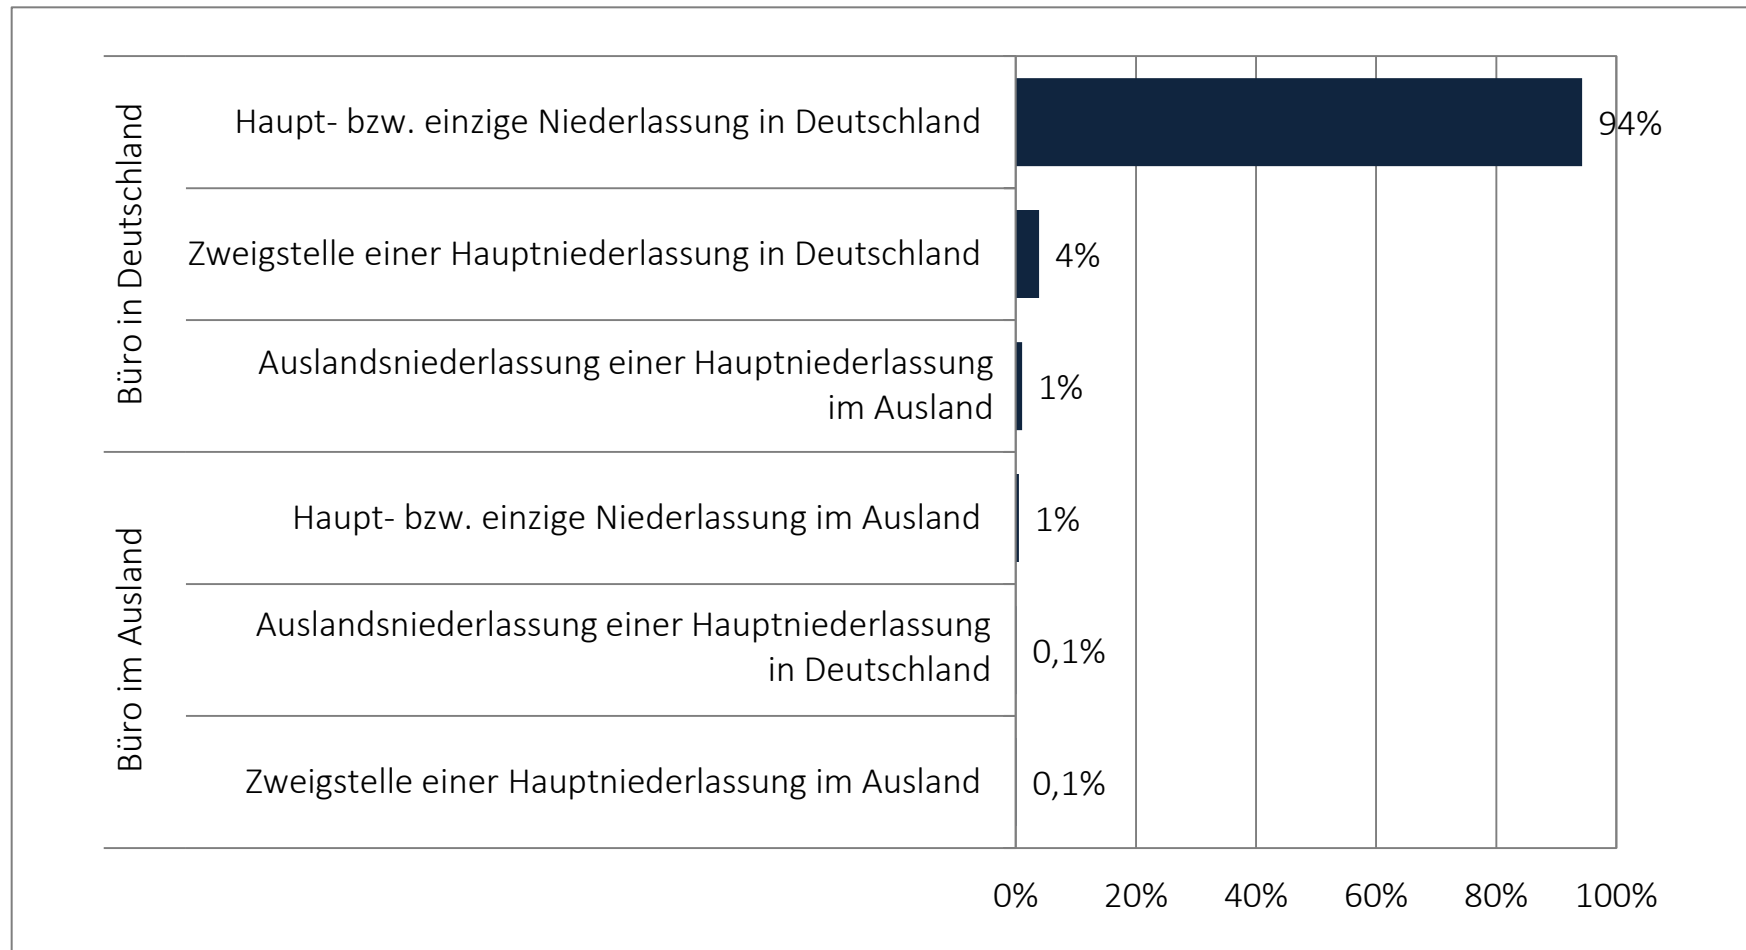 Büro in Deutschland
Haupt- bzw. einzige Niederlassung in Deutschland
94%
Zweigstelle einer Hauptniederlassung in Deutschland
4%
Auslandsniederlassung einer Hauptniederlassung
im Ausland
1%
Büro im Ausland
Haupt- bzw. einzige Niederlassung im Ausland
1%
Auslandsniederlassung einer Hauptniederlassung
in Deutschland
0,1%
Zweigstelle einer Hauptniederlassung im Ausland
0,1%
0% 20% 40% 60% 80% 100%